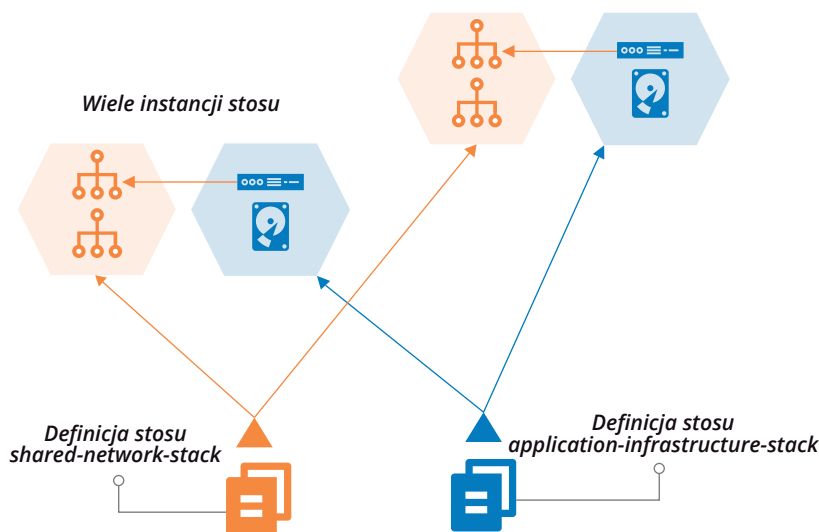 Wiele instancji stosu
Definicja stosu
shared-network-stack
Definicja stosu
application-infrastructure-stack